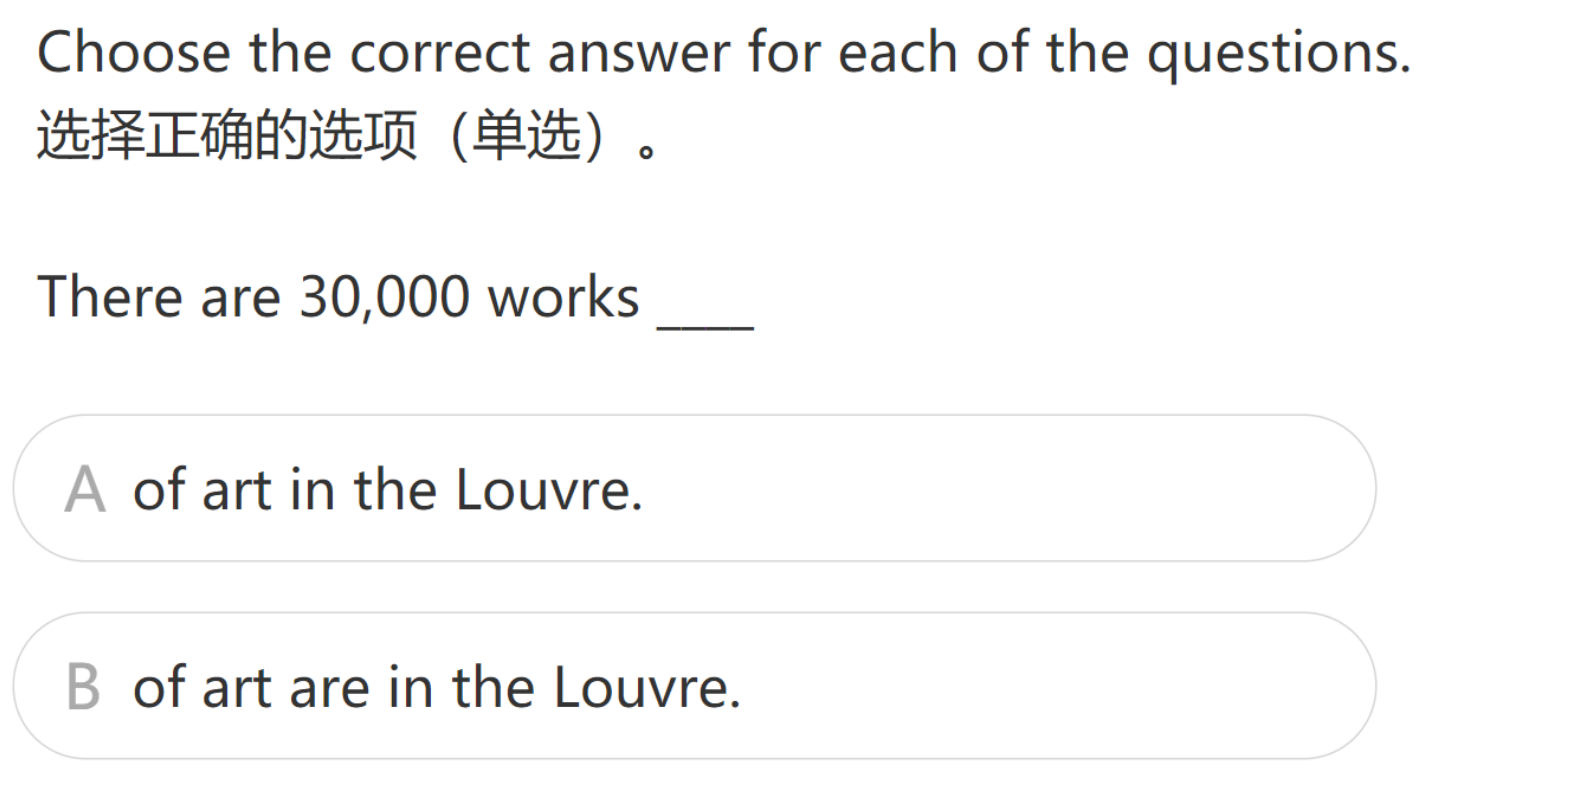 Choose the correct answer for each of the questions.
选择正确的选项（单选）。
There are 30,000 works ____
A of art in the Louvre.
B of art are in the Louvre.